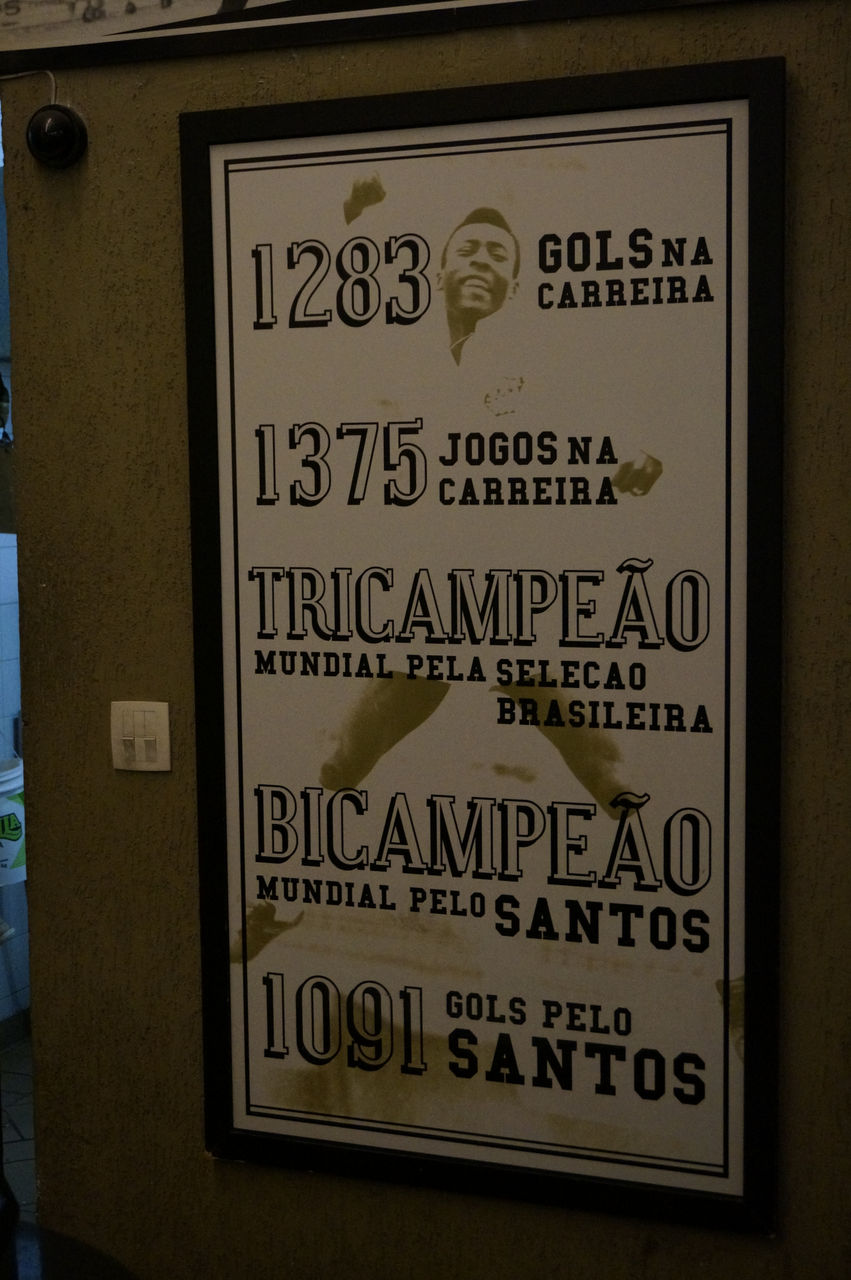 1283 GOLS NA
CARREIRA
1375 JOGOS NA
CARREIRA
TRICAMPEÃO
MUNDIAL PELA SELECAO
BRASILEIRA
BICAMPEÃO
MUNDIAL PELO SANTOS
1091 GOLS PELO
SANTOS